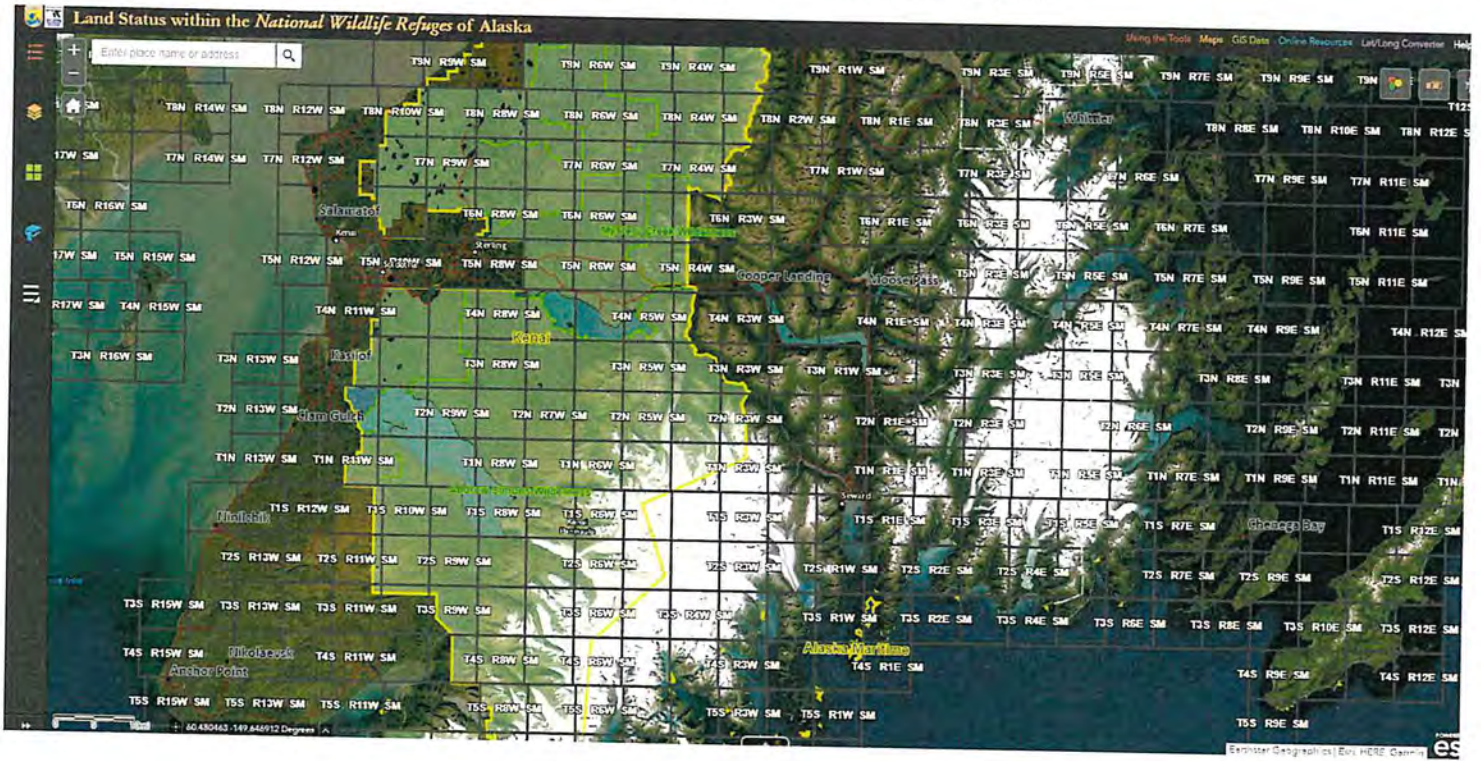 Land Status within the National Wildlife Refuges of Alaska
Using the Tools Maps GIS Data Online Resources Lat/Long Converter Help
Enter place name or address
T9N R9W SM T9N R6W SM T9N R4W SM T9N R1W SM T9N R3E SM T9N R5E SM T9N R7E SM T9N R9E SM T9N
T8N R14W SM T8N R12W SM T8N R10W SM T8N R8W SM T8N R6W SM T8N R4W SM T8N R2W SM T8N R1E SM T8N R3E SM Whittier T8N R8E SM T8N R10E SM T8N R12E S
17W SM T7N R14W SM T7N R12W SM T7N R9W SM T7N R6W SM T7N R4W SM T7N R1W SM T7N R3E SM T7N R6E SM T7N R9E SM T7N R11E SM
T6N R16W SM Salamatof T6N R8W SM T6N R6W SM T6N R3W SM T6N R1E SM T6N R3E SM T6N R5E SM T6N R7E SM T6N R11E SM
Kenai Sterling Mystery Creek Wilderness
17W SM T5N R15W SM T5N R12W SM T5N R10W SM T5N R8W SM T5N R6W SM T5N R4W SM Cooper Landing Moose Pass T5N R3E SM T5N R5E SM T5N R7E SM T5N R9E SM T5N R11E SM
R17W SM T4N R15W SM T4N R11W SM T4N R8W SM T4N R5W SM T4N R3W SM T4N R1E SM T4N R3E SM T4N R5E SM T4N R7E SM T4N R9E SM T4N R12E SM
Kenai
T3N R16W SM T3N R13W SM Kasilof T3N R8W SM T3N R5W SM T3N R3W SM T3N R1W SM T3N R3E SM T3N R5E SM T3N R8E SM T3N R11E SM T3N
T2N R13W SM Clam Gulch T2N R9W SM T2N R7W SM T2N R5W SM T2N R3W SM T2N R1E SM T2N R3E SM T2N R6E SM T2N R9E SM T2N R11E SM T2N
T1N R13W SM T1N R11W SM T1N R8W SM T1N R6W SM T1N R3W SM T1N R1E SM T1N R3E SM T1N R5E SM T1N R7E SM T1N R9E SM T1N R11E SM T1N
Seward
Ninilchik T1S R12W SM T1S R10W SM T1S R8W SM T1S R6W SM T1S R3W SM T1S R1E SM T1S R3E SM T1S R5E SM T1S R7E SM Chenega Bay T1S R12E SM
T2S R13W SM T2S R11W SM T2S R9W SM T2S R6W SM T2S R3W SM T2S R1W SM T2S R2E SM T2S R4E SM T2S R7E SM T2S R9E SM T2S R12E SM
T3S R15W SM T3S R13W SM T3S R11W SM T3S R9W SM T3S R6W SM T3S R4W SM T3S R1W SM T3S R2E SM T3S R4E SM T3S R6E SM T3S R8E SM T3S R10E SM T3S R12E SM
Alaska Maritime
T4S R15W SM Nikolaevsk T4S R11W SM T4S R8W SM T4S R6W SM T4S R3W SM T4S R1E SM T4S R9E SM T4S R12E SM
Anchor Point
T5S R15W SM T5S R13W SM T5S R11W SM T5S R8W SM T5S R6W SM T5S R3W SM T5S R1W SM T5S R9E SM
60.480463 -149.646912 Degrees
Earthstar Geographics | Esri, HERE, Garmin
es